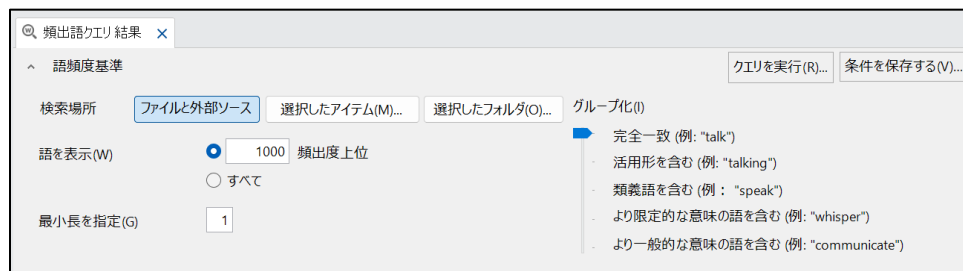 頻出語クエリ 結果
語頻度基準
クエリを実行(R)... 条件を保存する(V)...
検索場所 ファイルと外部ソース 選択したアイテム(M)... 選択したフォルダ(O)... グループ化(I)
完全一致 (例: "talk")
語を表示(W) 1000 頻出度上位
活用形を含む (例: "talking")
すべて
類義語を含む (例： "speak")
最小長を指定(G) 1
より限定的な意味の語を含む (例: "whisper")
より一般的な意味の語を含む (例: "communicate")